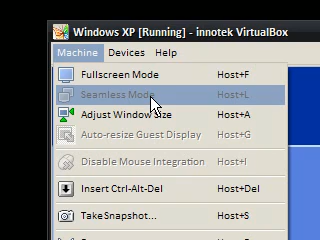 Windows XP [Running] - innotek VirtualBox
Machine Devices Help
Fullscreen Mode Host+F
Seamless Mode Host+L
Adjust Window Size Host+A
Auto-resize Guest Display Host+G
Disable Mouse Integration Host+I
Insert Ctrl-Alt-Del Host+Del
Take Snapshot... Host+S